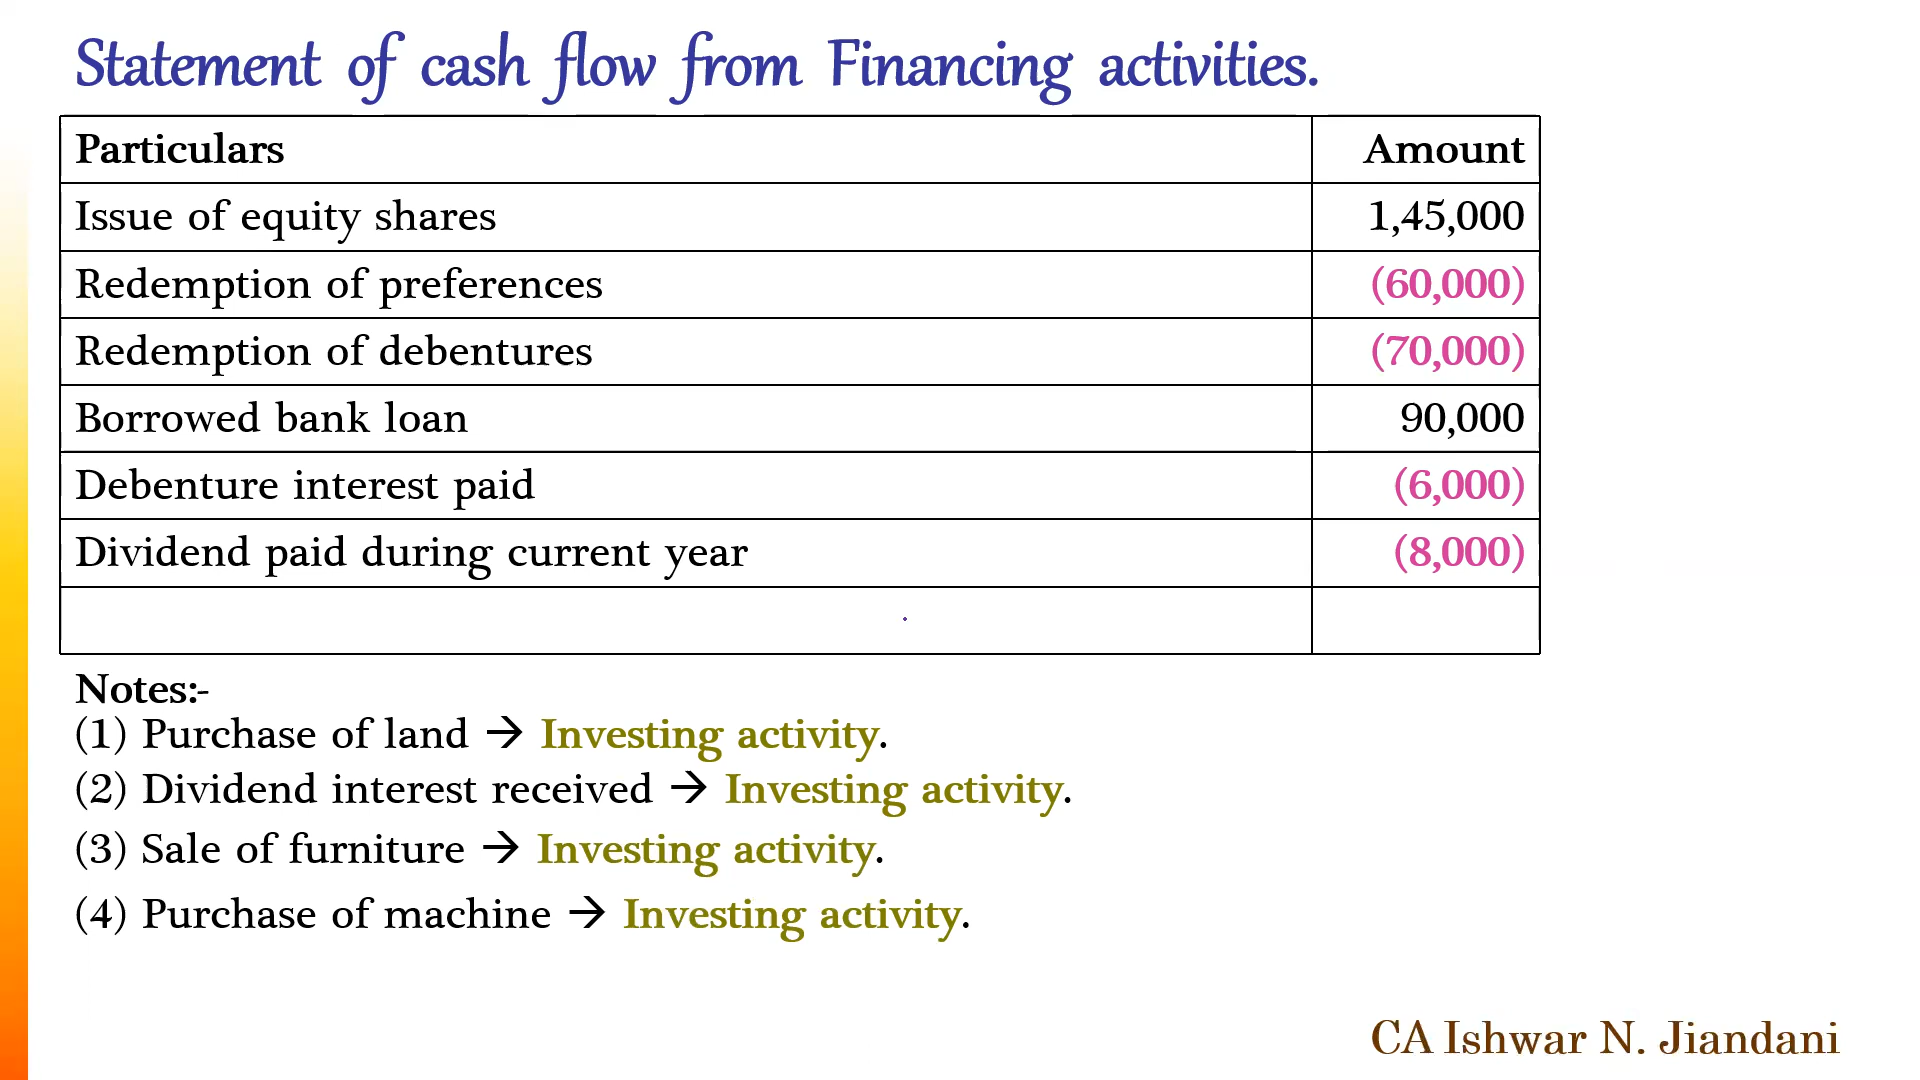 Statement of cash flow from Financing activities.
Particulars Amount
Issue of equity shares 1,45,000
Redemption of preferences (60,000)
Redemption of debentures (70,000)
Borrowed bank loan 90,000
Debenture interest paid (6,000)
Dividend paid during current year (8,000)
Notes:-
(1) Purchase of land → Investing activity.
(2) Dividend interest received → Investing activity.
(3) Sale of furniture → Investing activity.
(4) Purchase of machine → Investing activity.
CA Ishwar N. Jiandani